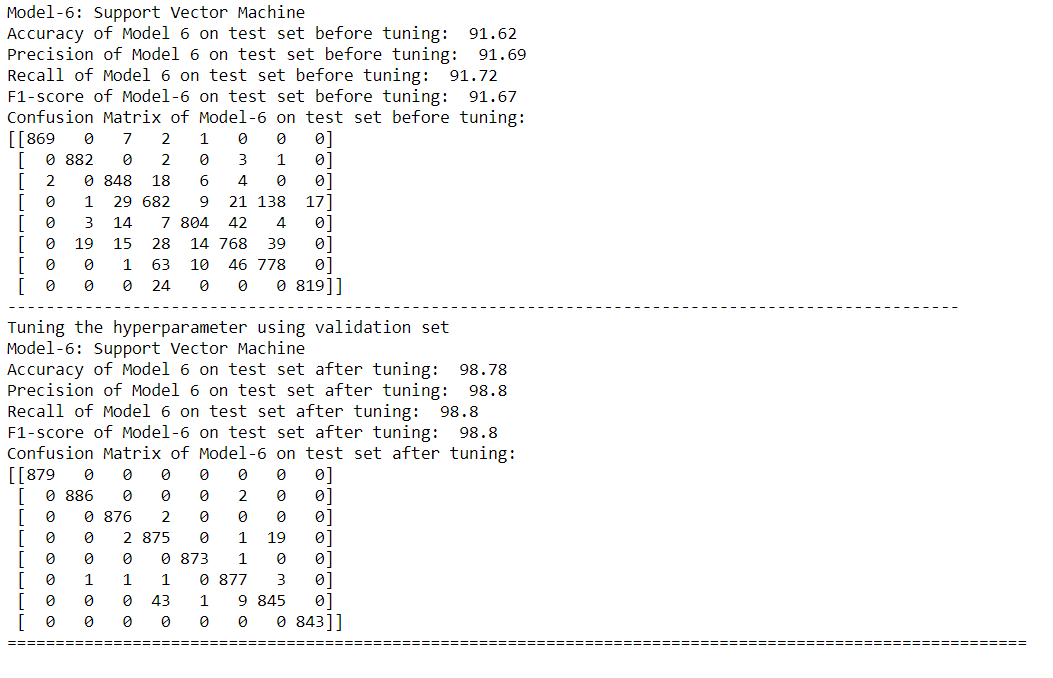 Model-6: Support Vector Machine
Accuracy of Model 6 on test set before tuning:  91.62
Precision of Model 6 on test set before tuning:  91.69
Recall of Model 6 on test set before tuning:  91.72
F1-score of Model-6 on test set before tuning:  91.67
Confusion Matrix of Model-6 on test set before tuning:
[[869   0   7   2   1   0   0   0]
 [  0 882   0   2   0   3   1   0]
 [  2   0 848  18   6   4   0   0]
 [  0   1  29 682   9  21 138  17]
 [  0   3  14   7 804  42   4   0]
 [  0  19  15  28  14 768  39   0]
 [  0   0   1  63  10  46 778   0]
 [  0   0   0  24   0   0   0 819]]
---------------------------------------------------------------------------------------------------
Tuning the hyperparameter using validation set
Model-6: Support Vector Machine
Accuracy of Model 6 on test set after tuning:  98.78
Precision of Model 6 on test set after tuning:  98.8
Recall of Model 6 on test set after tuning:  98.8
F1-score of Model-6 on test set after tuning:  98.8
Confusion Matrix of Model-6 on test set after tuning:
[[879   0   0   0   0   0   0   0]
 [  0 886   0   0   0   2   0   0]
 [  0   0 876   2   0   0   0   0]
 [  0   0   2 875   0   1  19   0]
 [  0   0   0   0 873   1   0   0]
 [  0   1   1   1   0 877   3   0]
 [  0   0   0  43   1   9 845   0]
 [  0   0   0   0   0   0   0 843]]
==========================================================================================================